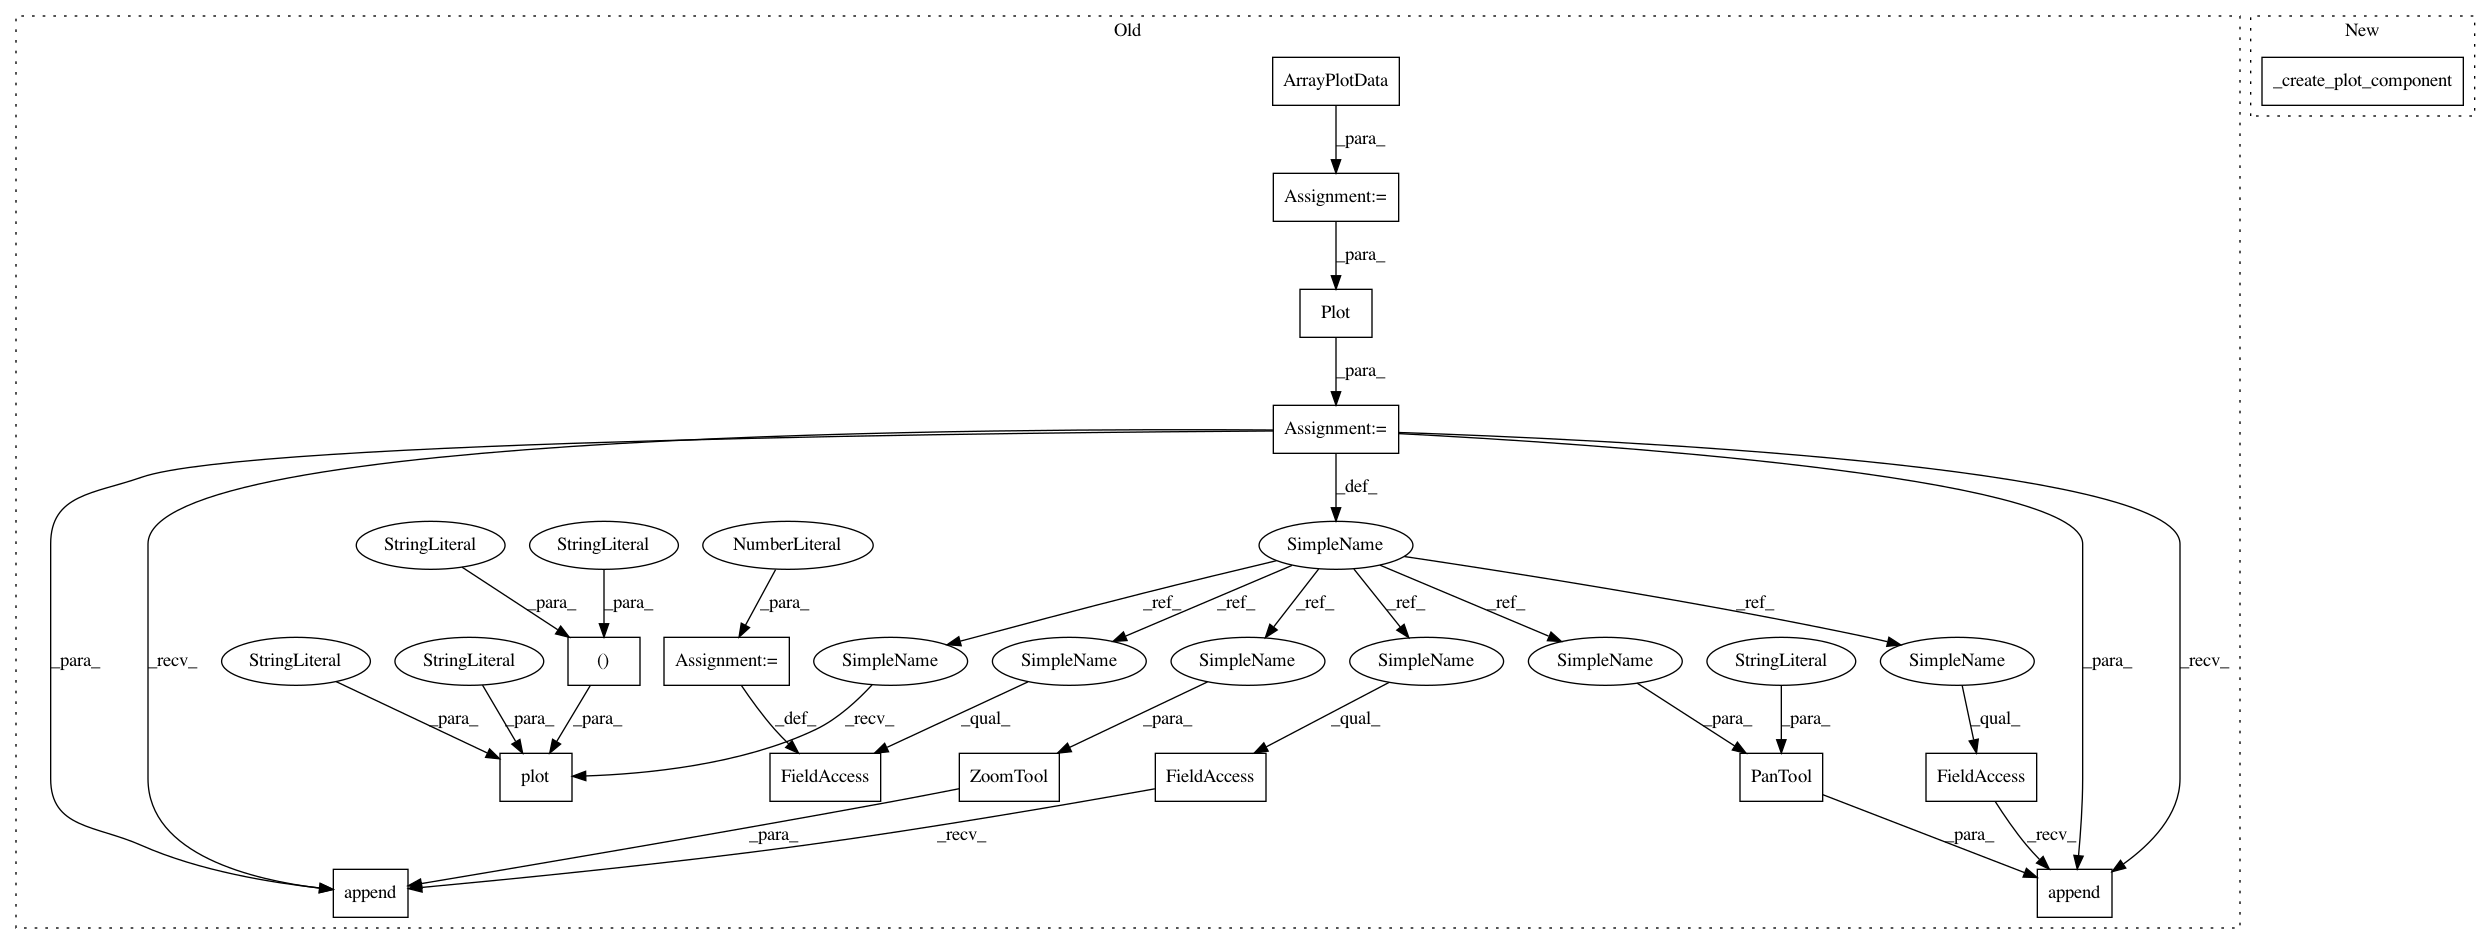 Old
New
ArrayPlotData
_create_plot_component
_para_
Assignment:=
_para_
Plot
_para_
Assignment:=
_def_
StringLiteral
StringLiteral
NumberLiteral
SimpleName
_para_
_para_
_para_
_ref_
_ref_
_ref_
_ref_
_ref_
_ref_
_para_
_recv_
StringLiteral
StringLiteral
()
Assignment:=
SimpleName
SimpleName
SimpleName
SimpleName
SimpleName
StringLiteral
SimpleName
_para_
_recv_
_para_
_para_
_para_
_def_
_recv_
_qual_
_para_
_qual_
_para_
_para_
_qual_
plot
FieldAccess
ZoomTool
FieldAccess
PanTool
FieldAccess
_para_
_recv_
_para_
_recv_
append
append